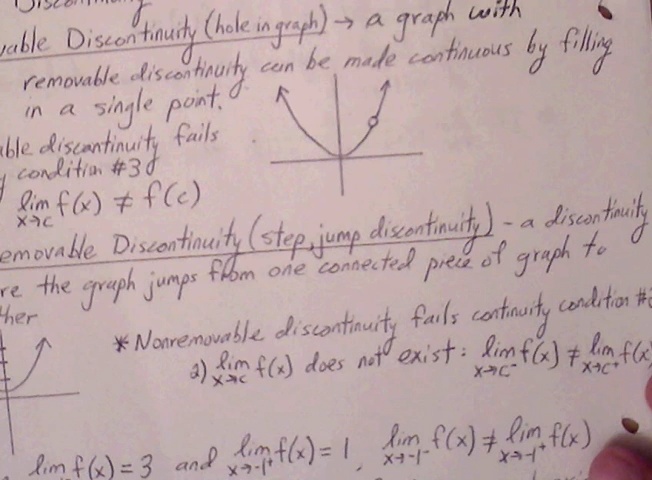 Discontinuity
vable Discontinuity (hole in graph) → a graph with
removable discontinuity can be made continuous by filling
in a single point.
able discontinuity fails
y condition #3
lim f(x) ≠ f(c)
x→c
emovable Discontinuity (step, jump discontinuity) - a discontinuity
re the graph jumps from one connected piece of graph to
ther
* Nonremovable discontinuity fails continuity condition #
2) lim f(x) does not exist: lim f(x) ≠ lim f(x)
x→c x→c⁻ x→c⁺
lim f(x) = 3 and lim f(x) = 1, lim f(x) ≠ lim f(x)
x→-1⁺ x→-1⁻ x→-1⁺